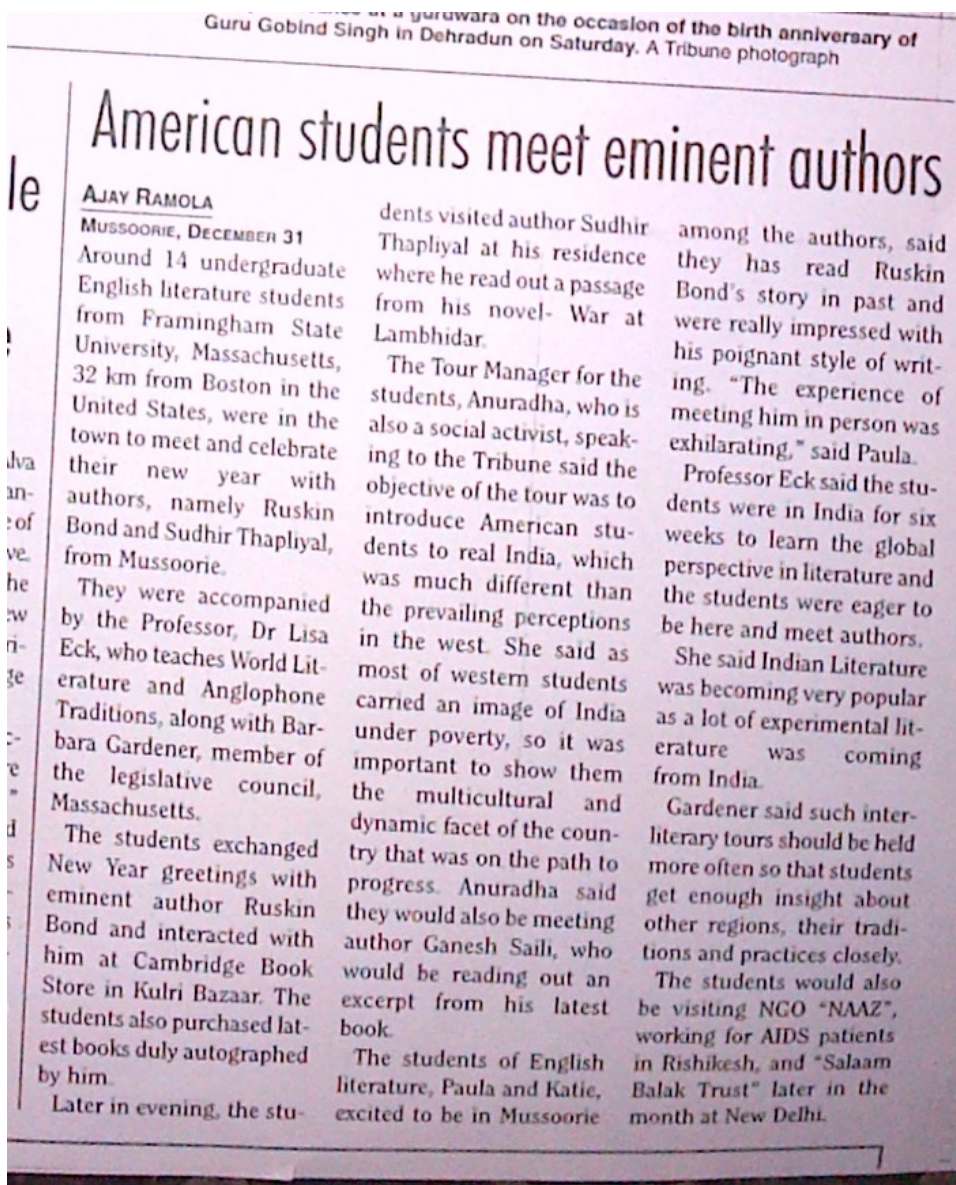 guruwara on the occasion of the birth anniversary of
Guru Gobind Singh in Dehradun on Saturday. A Tribune photograph
American students meet eminent authors
AJAY RAMOLA
MUSSOORIE, DECEMBER 31
Around 14 undergraduate
English literature students
from Framingham State
University, Massachusetts,
32 km from Boston in the
United States, were in the
town to meet and celebrate
their new year with
authors, namely Ruskin
Bond and Sudhir Thapliyal,
from Mussoorie.
They were accompanied
by the Professor, Dr Lisa
Eck, who teaches World Lit-
erature and Anglophone
Traditions, along with Bar-
bara Gardener, member of
the legislative council,
Massachusetts.
The students exchanged
New Year greetings with
eminent author Ruskin
Bond and interacted with
him at Cambridge Book
Store in Kulri Bazaar. The
students also purchased lat-
est books duly autographed
by him.
Later in evening, the stu-
dents visited author Sudhir
Thapliyal at his residence
where he read out a passage
from his novel- War at
Lambhidar.
The Tour Manager for the
students, Anuradha, who is
also a social activist, speak-
ing to the Tribune said the
objective of the tour was to
introduce American stu-
dents to real India, which
was much different than
the prevailing perceptions
in the west. She said as
most of western students
carried an image of India
under poverty, so it was
important to show them
the multicultural and
dynamic facet of the coun-
try that was on the path to
progress. Anuradha said
they would also be meeting
author Ganesh Saili, who
would be reading out an
excerpt from his latest
book.
The students of English
literature, Paula and Katie,
excited to be in Mussoorie
among the authors, said
they has read Ruskin
Bond's story in past and
were really impressed with
his poignant style of writ-
ing. "The experience of
meeting him in person was
exhilarating," said Paula.
Professor Eck said the stu-
dents were in India for six
weeks to learn the global
perspective in literature and
the students were eager to
be here and meet authors.
She said Indian Literature
was becoming very popular
as a lot of experimental lit-
erature was coming
from India.
Gardener said such inter-
literary tours should be held
more often so that students
get enough insight about
other regions, their tradi-
tions and practices closely.
The students would also
be visiting NGO "NAAZ",
working for AIDS patients
in Rishikesh, and "Salaam
Balak Trust" later in the
month at New Delhi.